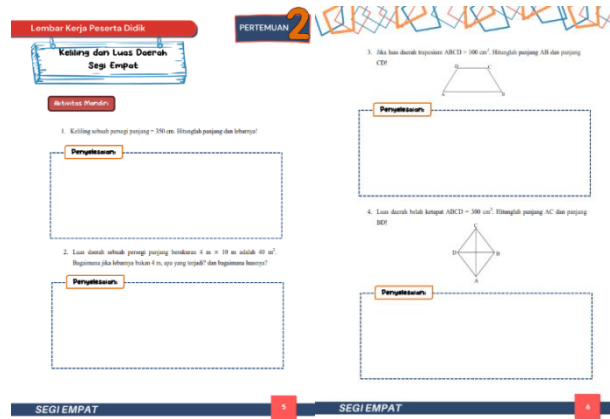 Lembar Kerja Peserta Didik
PERTEMUAN 2
Keliling dan Luas Daerah
Segi Empat
Aktivitas Mandiri
1. Keliling sebuah persegi panjang = 350 cm. Hitunglah panjang dan lebarnya!
Penyelesaian:
2. Luas daerah sebuah persegi panjang berukuran 4 m × 10 m adalah 40 m².
Bagaimana jika lebarnya bukan 4 m, apa yang terjadi? dan bagaimana luasnya?
Penyelesaian:
SEGI EMPAT
5
3. Jika luas daerah trapesium ABCD = 300 cm². Hitunglah panjang AB dan panjang
CD!
D C
A B
Penyelesaian:
4. Luas daerah belah ketupat ABCD = 300 cm². Hitunglah panjang AC dan panjang
BD!
C
D B
A
Penyelesaian:
SEGI EMPAT
6